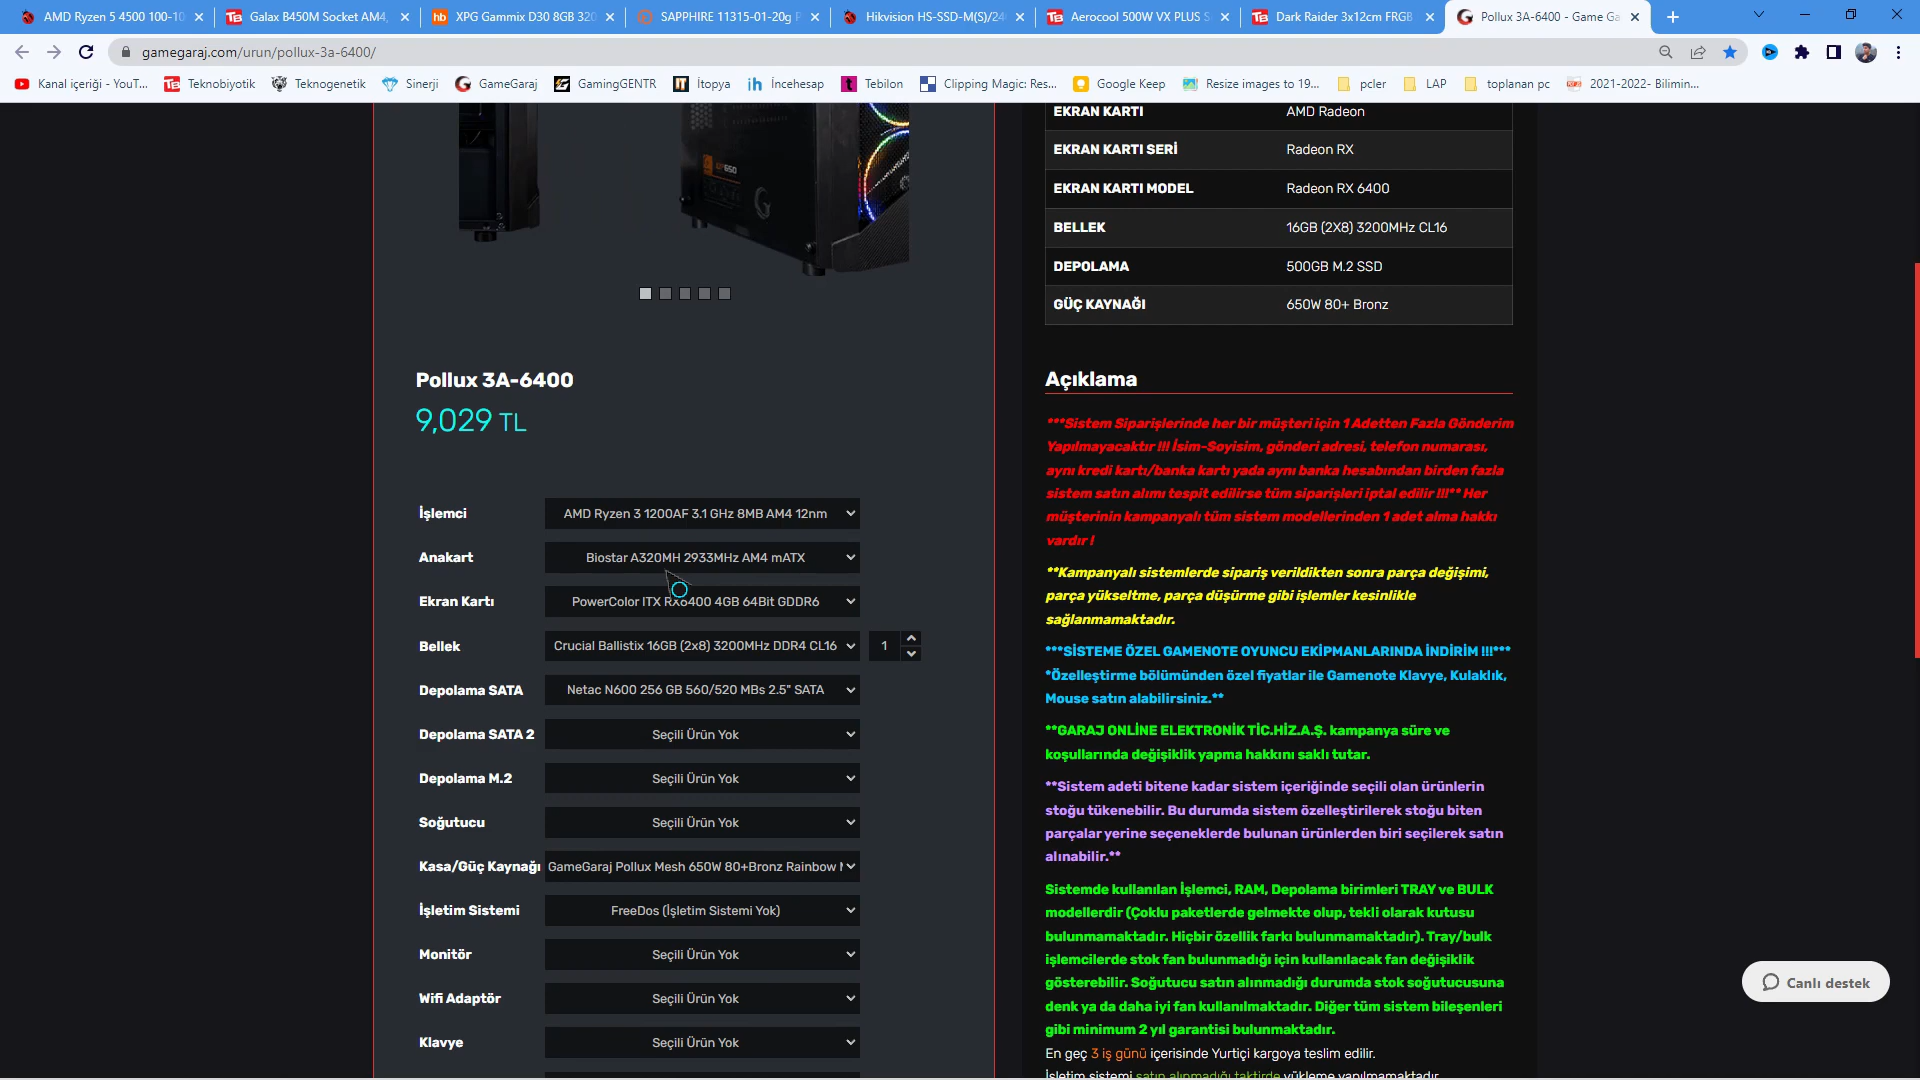 AMD Ryzen 5 4500 100-10
Galax B450M Socket AM4,
XPG Gammix D30 8GB 320
SAPPHIRE 11315-01-20g P
Hikvision HS-SSD-M(S)/24
Aerocool 500W VX PLUS S
Dark Raider 3x12cm FRGB
Pollux 3A-6400 - Game Ga
gamegaraj.com/urun/pollux-3a-6400/
Kanal içeriği - YouT...
Teknobiyotik
Teknogenetik
Sinerji
GameGaraj
GamingGENTR
İtopya
İncehesap
Tebilon
Clipping Magic: Res...
Google Keep
Resize images to 19...
pcler
LAP
toplanan pc
2021-2022- Bilimin...
EKRAN KARTI AMD Radeon
EKRAN KARTI SERİ Radeon RX
EKRAN KARTI MODEL Radeon RX 6400
BELLEK 16GB (2X8) 3200MHz CL16
DEPOLAMA 500GB M.2 SSD
GÜÇ KAYNAĞI 650W 80+ Bronz
Pollux 3A-6400
9,029 TL
İşlemci AMD Ryzen 3 1200AF 3.1 GHz 8MB AM4 12nm
Anakart Biostar A320MH 2933MHz AM4 mATX
Ekran Kartı PowerColor ITX RX6400 4GB 64Bit GDDR6
Bellek Crucial Ballistix 16GB (2x8) 3200MHz DDR4 CL16 1
Depolama SATA Netac N600 256 GB 560/520 MBs 2.5" SATA
Depolama SATA 2 Seçili Ürün Yok
Depolama M.2 Seçili Ürün Yok
Soğutucu Seçili Ürün Yok
Kasa/Güç Kaynağı GameGaraj Pollux Mesh 650W 80+Bronz Rainbow
İşletim Sistemi FreeDos (İşletim Sistemi Yok)
Monitör Seçili Ürün Yok
Wifi Adaptör Seçili Ürün Yok
Klavye Seçili Ürün Yok
Açıklama
***Sistem Siparişlerinde her bir müşteri için 1 Adetten Fazla Gönderim
Yapılmayacaktır !!! İsim-Soyisim, gönderi adresi, telefon numarası,
aynı kredi kartı/banka kartı yada aynı banka hesabından birden fazla
sistem satın alımı tespit edilirse tüm siparişleri iptal edilir !!!** Her
müşterinin kampanyalı tüm sistem modellerinden 1 adet alma hakkı
vardır !
**Kampanyalı sistemlerde sipariş verildikten sonra parça değişimi,
parça yükseltme, parça düşürme gibi işlemler kesinlikle
sağlanmamaktadır.
***SİSTEME ÖZEL GAMENOTE OYUNCU EKİPMANLARINDA İNDİRİM !!!***
*Özelleştirme bölümünden özel fiyatlar ile Gamenote Klavye, Kulaklık,
Mouse satın alabilirsiniz.**
**GARAJ ONLİNE ELEKTRONİK TİC.HİZ.A.Ş. kampanya süre ve
koşullarında değişiklik yapma hakkını saklı tutar.
**Sistem adeti bitene kadar sistem içeriğinde seçili olan ürünlerin
stoğu tükenebilir. Bu durumda sistem özelleştirilerek stoğu biten
parçalar yerine seçeneklerde bulunan ürünlerden biri seçilerek satın
alınabilir.**
Sistemde kullanılan İşlemci, RAM, Depolama birimleri TRAY ve BULK
modellerdir (Çoklu paketlerde gelmekte olup, tekli olarak kutusu
bulunmamaktadır. Hiçbir özellik farkı bulunmamaktadır). Tray/bulk
işlemcilerde stok fan bulunmadığı için kullanılacak fan değişiklik
gösterebilir. Soğutucu satın alınmadığı durumda stok soğutucusuna
denk ya da daha iyi fan kullanılmaktadır. Diğer tüm sistem bileşenleri
gibi minimum 2 yıl garantisi bulunmaktadır.
En geç 3 iş günü içerisinde Yurtiçi kargoya teslim edilir.
İşletim sistemi satın alınmadığı taktirde yükleme yapılmamaktadır.
Canlı destek